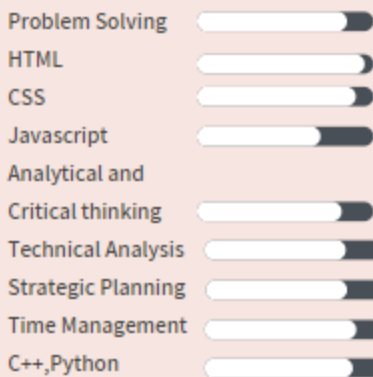 Problem Solving
HTML
CSS
Javascript
Analytical and
Critical thinking
Technical Analysis
Strategic Planning
Time Management
C++,Python